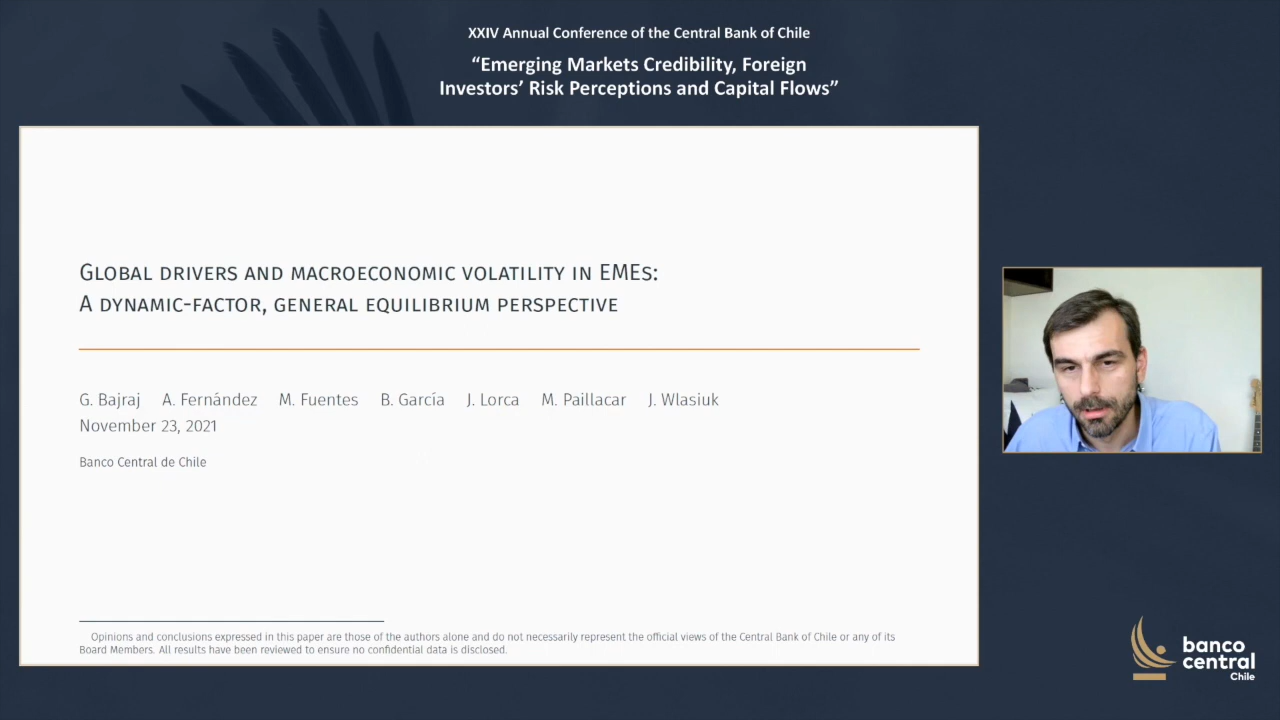 XXIV Annual Conference of the Central Bank of Chile
“Emerging Markets Credibility, Foreign
Investors’ Risk Perceptions and Capital Flows”
Global drivers and macroeconomic volatility in EMEs:
A dynamic-factor, general equilibrium perspective
G. Bajraj A. Fernández M. Fuentes B. García J. Lorca M. Paillacar J. Wlasiuk
November 23, 2021
Banco Central de Chile
Opinions and conclusions expressed in this paper are those of the authors alone and do not necessarily represent the official views of the Central Bank of Chile or any of its
Board Members. All results have been reviewed to ensure no confidential data is disclosed.
banco
central
Chile